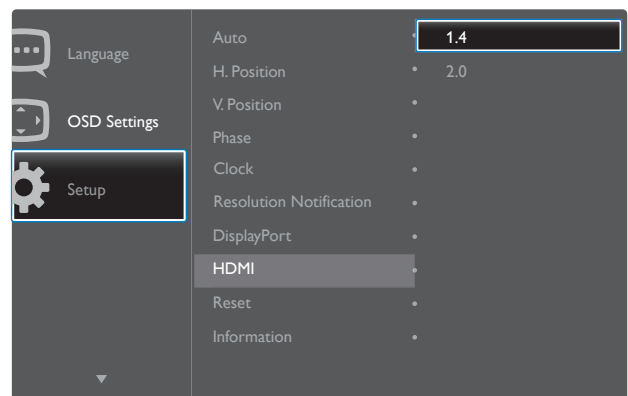 Language
OSD Settings
Setup
Auto
H. Position
V. Position
Phase
Clock
Resolution Notification
DisplayPort
HDMI
Reset
Information
1.4
2.0